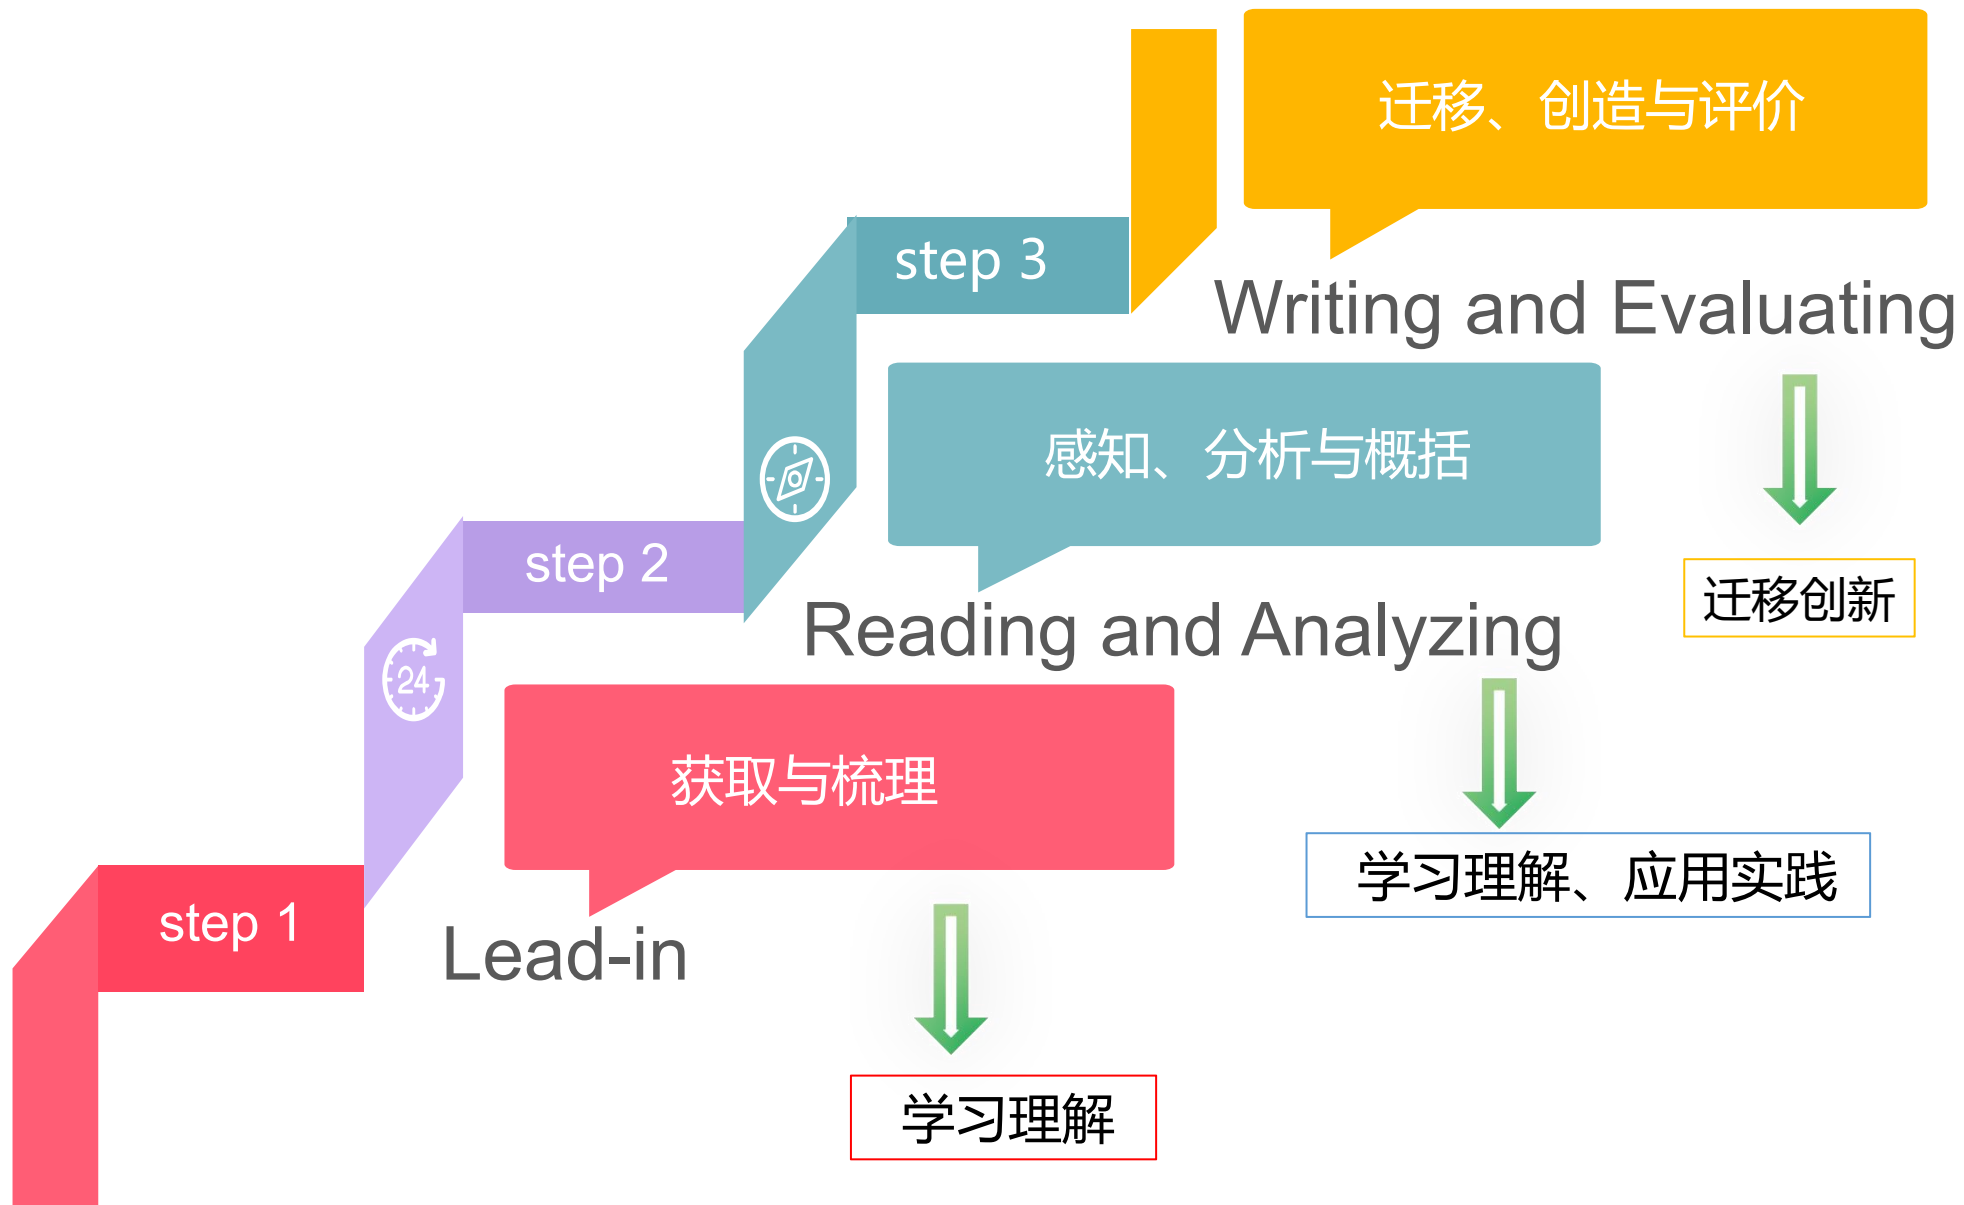 迁移、创造与评价
step 3
Writing and Evaluating
感知、分析与概括
step 2
迁移创新
Reading and Analyzing
24
获取与梳理
学习理解、应用实践
step 1
Lead-in
学习理解